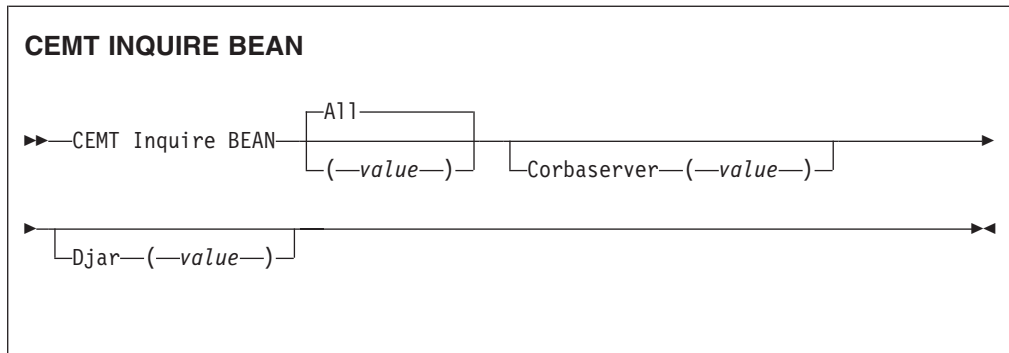 CEMT INQUIRE BEAN
All
CEMT Inquire BEAN
(value) Corbaserver (value)
Djar (value)